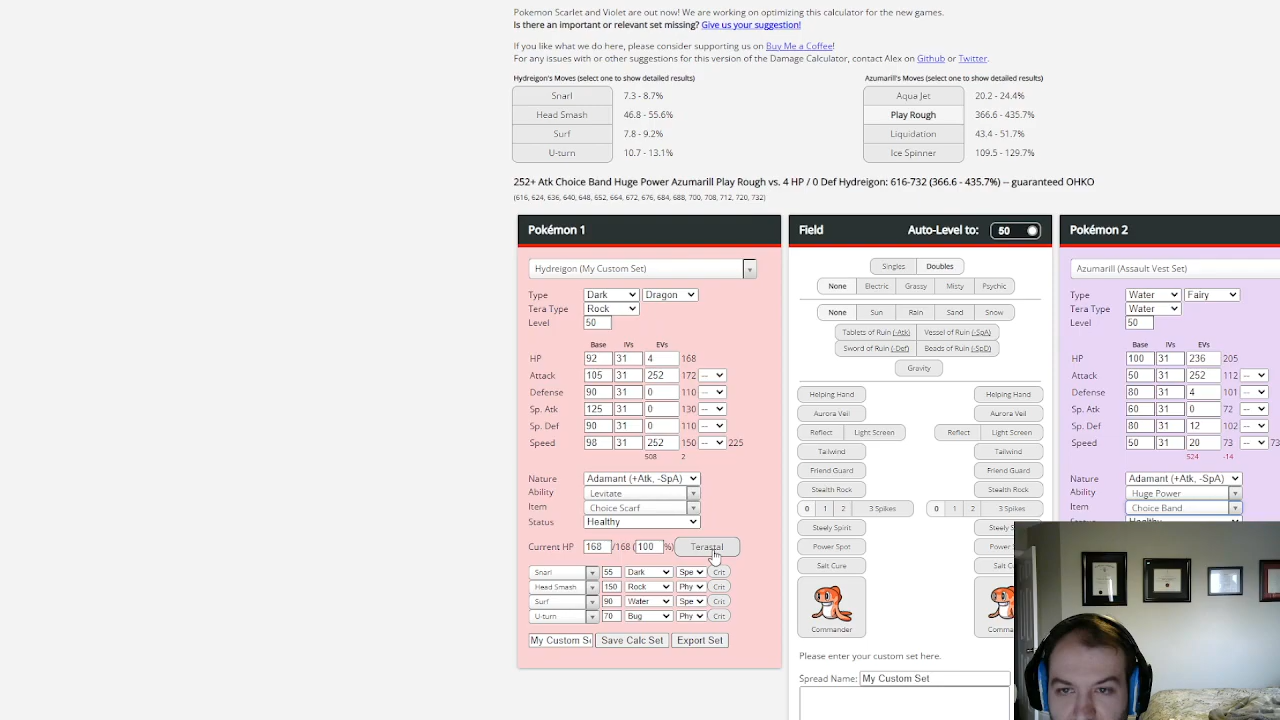 Pokemon Scarlet and Violet are out now! We are working on optimizing this calculator for the new games.
Is there an important or relevant set missing? Give us your suggestion!
If you like what we do here, please consider supporting us on Buy Me a Coffee!
For any issues with or other suggestions for this version of the Damage Calculator, contact Alex on Github or Twitter.
Hydreigon's Moves (select one to show detailed results)
Snarl 7.3 - 8.7%
Head Smash 46.8 - 55.6%
Surf 7.8 - 9.2%
U-turn 10.7 - 13.1%
Azumarill's Moves (select one to show detailed results)
Aqua Jet 20.2 - 24.4%
Play Rough 366.6 - 435.7%
Liquidation 43.4 - 51.7%
Ice Spinner 109.5 - 129.7%
252+ Atk Choice Band Huge Power Azumarill Play Rough vs. 4 HP / 0 Def Hydreigon: 616-732 (366.6 - 435.7%) -- guaranteed OHKO
(616, 624, 636, 640, 648, 652, 664, 672, 676, 684, 688, 700, 708, 712, 720, 732)
Pokémon 1
Hydreigon (My Custom Set)
Type Dark Dragon
Tera Type Rock
Level 50
Base IVs EVs
HP 92 31 4 168
Attack 105 31 252 172 --
Defense 90 31 0 110 --
Sp. Atk 125 31 0 130 --
Sp. Def 90 31 0 110 --
Speed 98 31 252 150 -- 225
508 2
Nature Adamant (+Atk, -SpA)
Ability Levitate
Item Choice Scarf
Status Healthy
Current HP 168 /168 (100 %) Terastal
Snarl 55 Dark Spe Crit
Head Smash 150 Rock Phy Crit
Surf 90 Water Spe Crit
U-turn 70 Bug Phy Crit
My Custom Se Save Calc Set Export Set
Field Auto-Level to: 50
Singles Doubles
None Electric Grassy Misty Psychic
None Sun Rain Sand Snow
Tablets of Ruin (-Atk) Vessel of Ruin (-SpA)
Sword of Ruin (-Def) Beads of Ruin (-SpD)
Gravity
Helping Hand Helping Hand
Aurora Veil Aurora Veil
Reflect Light Screen Reflect Light Screen
Tailwind Tailwind
Friend Guard Friend Guard
Stealth Rock Stealth Rock
0 1 2 3 Spikes 0 1 2 3 Spikes
Steely Spirit Steely S
Power Spot Power
Salt Cure Salt C
Commander Comma
Please enter your custom set here.
Spread Name: My Custom Set
Pokémon 2
Azumarill (Assault Vest Set)
Type Water Fairy
Tera Type Water
Level 50
Base IVs EVs
HP 100 31 236 205
Attack 50 31 252 112 --
Defense 80 31 4 101 --
Sp. Atk 60 31 0 72 --
Sp. Def 80 31 12 102 --
Speed 50 31 20 73 -- 73
524 -14
Nature Adamant (+Atk, -SpA)
Ability Huge Power
Item Choice Band